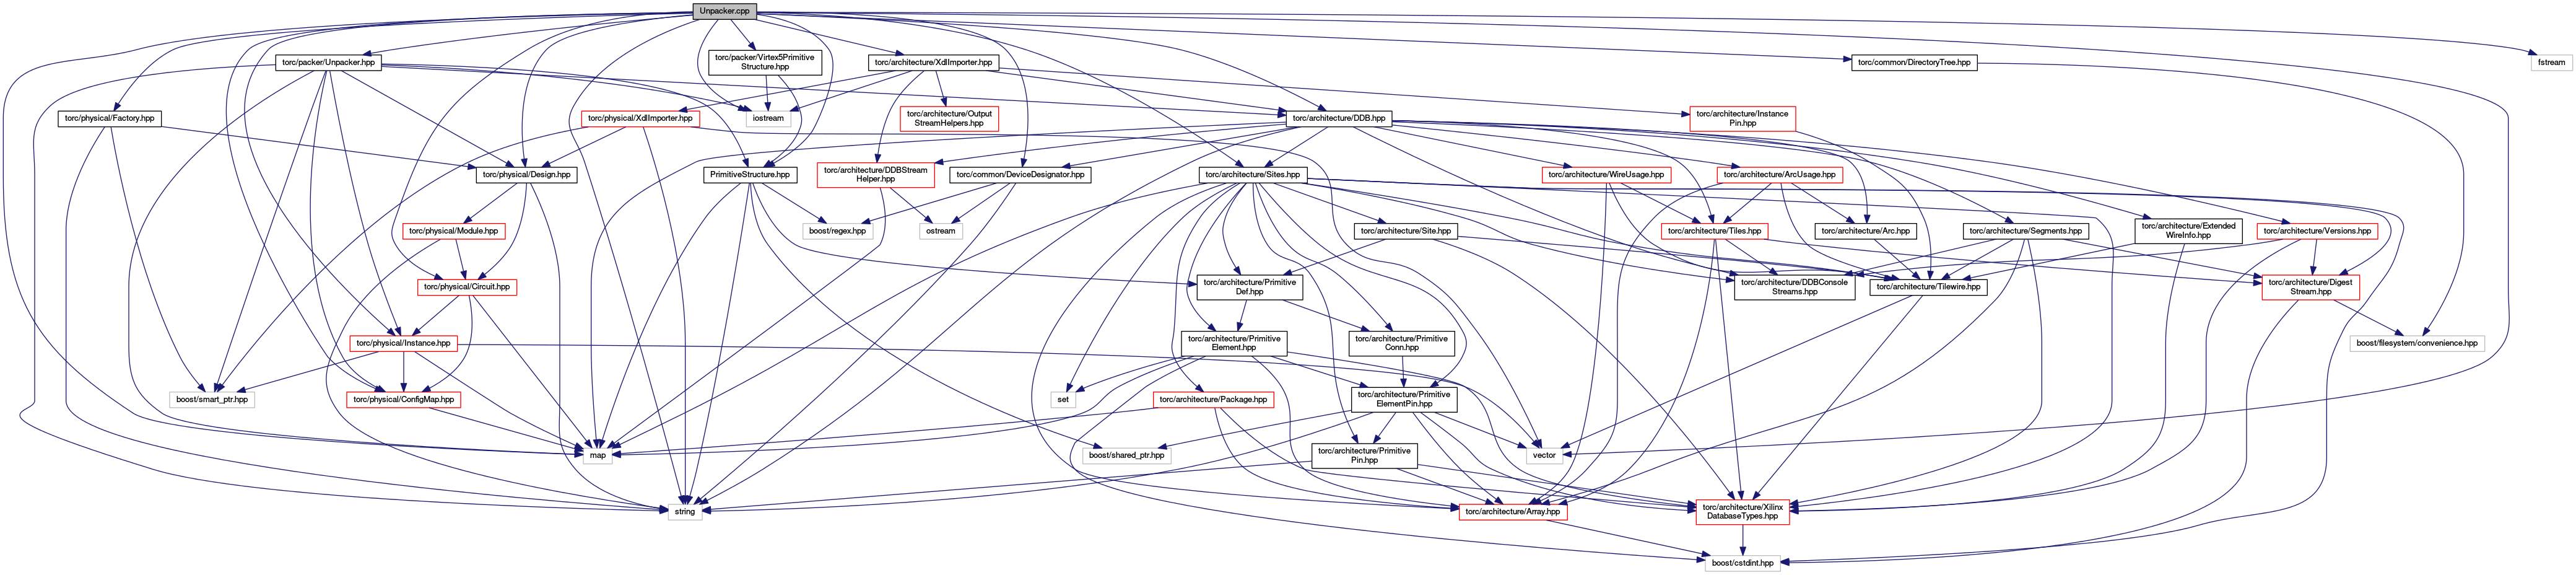 Unpacker.cpp
torc/packer/Unpacker.hpp
torc/packer/Virtex5Primitive
Structure.hpp
torc/architecture/XdlImporter.hpp
torc/common/DirectoryTree.hpp
fstream
torc/physical/Factory.hpp
torc/physical/XdlImporter.hpp
iostream
torc/architecture/Output
StreamHelpers.hpp
torc/architecture/DDB.hpp
torc/architecture/Instance
Pin.hpp
torc/physical/Design.hpp
PrimitiveStructure.hpp
torc/architecture/DDBStream
Helper.hpp
torc/common/DeviceDesignator.hpp
torc/architecture/Sites.hpp
torc/architecture/WireUsage.hpp
torc/architecture/ArcUsage.hpp
torc/physical/Module.hpp
boost/regex.hpp
ostream
torc/architecture/Site.hpp
torc/architecture/Tiles.hpp
torc/architecture/Arc.hpp
torc/architecture/Segments.hpp
torc/architecture/Extended
WireInfo.hpp
torc/architecture/Versions.hpp
torc/physical/Circuit.hpp
torc/architecture/Primitive
Def.hpp
torc/architecture/DDBConsole
Streams.hpp
torc/architecture/Tilewire.hpp
torc/architecture/Digest
Stream.hpp
torc/physical/Instance.hpp
torc/architecture/Primitive
Element.hpp
torc/architecture/Primitive
Conn.hpp
boost/filesystem/convenience.hpp
boost/smart_ptr.hpp
torc/physical/ConfigMap.hpp
set
torc/architecture/Package.hpp
torc/architecture/Primitive
ElementPin.hpp
map
boost/shared_ptr.hpp
torc/architecture/Primitive
Pin.hpp
vector
string
torc/architecture/Array.hpp
torc/architecture/Xilinx
DatabaseTypes.hpp
boost/cstdint.hpp